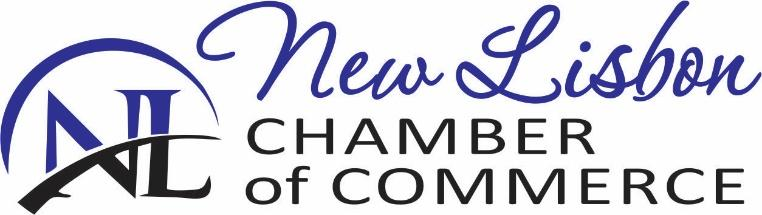 NL
New Lisbon
CHAMBER
of COMMERCE